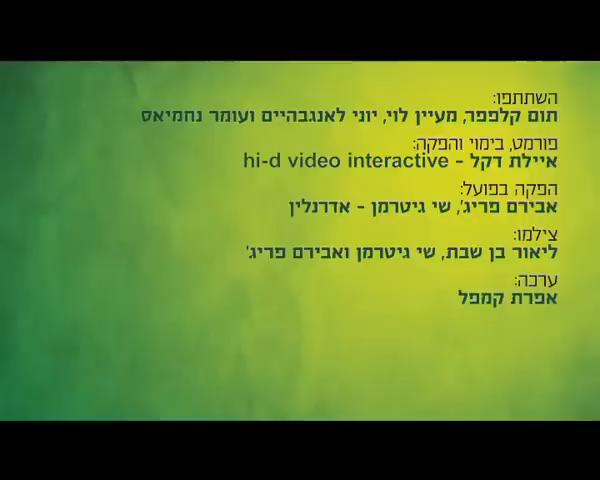 השתתפו:
תום קלפפר, מעיין לוי, יוני לאנגבהיים ועומר נחמיאס
פורמט, בימוי והפקה:
איילת דקל - hi-d video interactive
הפקה בפועל:
אבירם פריג', שי גיטרמן - אדרנלין
צילמו:
ליאור בן שבת, שי גיטרמן ואבירם פריג'
ערכה:
אפרת קמפל